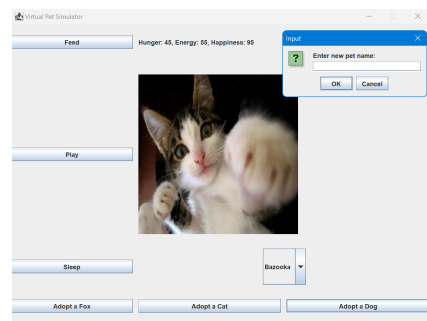 Virtual Pet Simulator
Feed
Hunger: 45, Energy: 55, Happiness: 95
Input
Enter new pet name:
OK
Cancel
Play
Sleep
Bazooka
Adopt a Fox
Adopt a Cat
Adopt a Dog